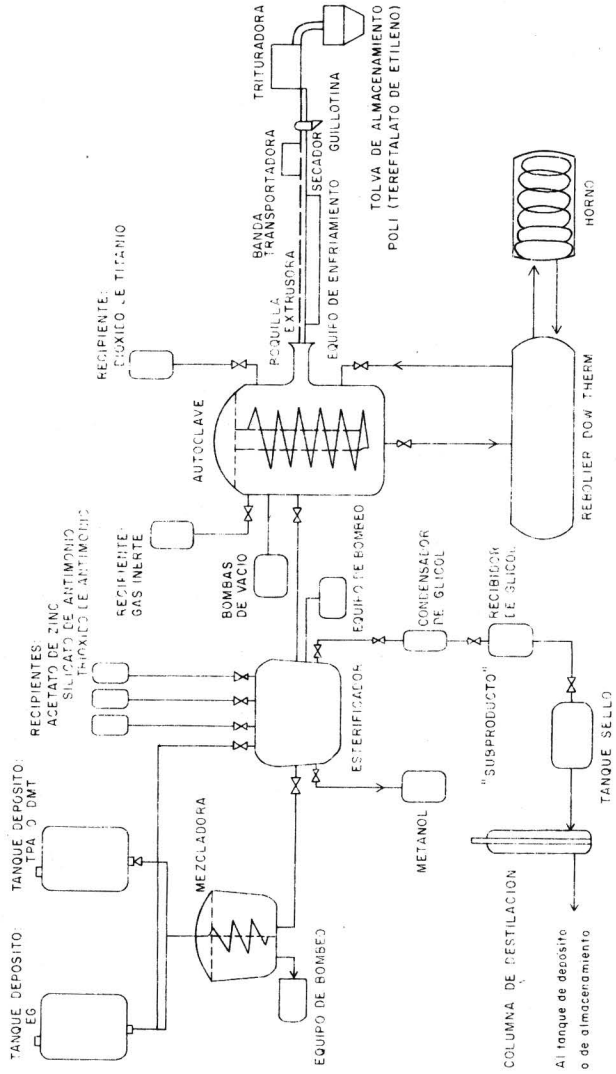 TANQUE DEPOSITO:
EG
TANQUE DEPOSITO:
TPA O DMT
RECIPIENTES:
ACETATO DE ZINC
SILICATO DE ANTIMONIO
TRIOXIDO DE ANTIMONIO
RECIPIENTE:
GAS INERTE
RECIPIENTE:
DIOXIDO DE TITANIO
MEZCLADORA
EQUIPO DE BOMBEO
ESTERIFICADOR
METANOL
BOMBAS
DE VACIO
EQUIPO DE BOMBEO
AUTOCLAVE
BOQUILLA
EXTRUSORA
EQUIPO DE ENFRIAMIENTO
BANDA
TRANSPORTADORA
SECADOR
GUILLOTINA
TRITURADORA
TOLVA DE ALMACENAMIENTO
POLI (TEREFTALATO DE ETILENO)
CONDENSADOR
DE GLICOL
RECIBIDOR
DE GLICOL
"SUBPRODUCTO"
TANQUE SELLO
COLUMNA DE DESTILACION
Al tanque de depósito
o de almacenamiento
REBOLIER DOW THERM
HORNO